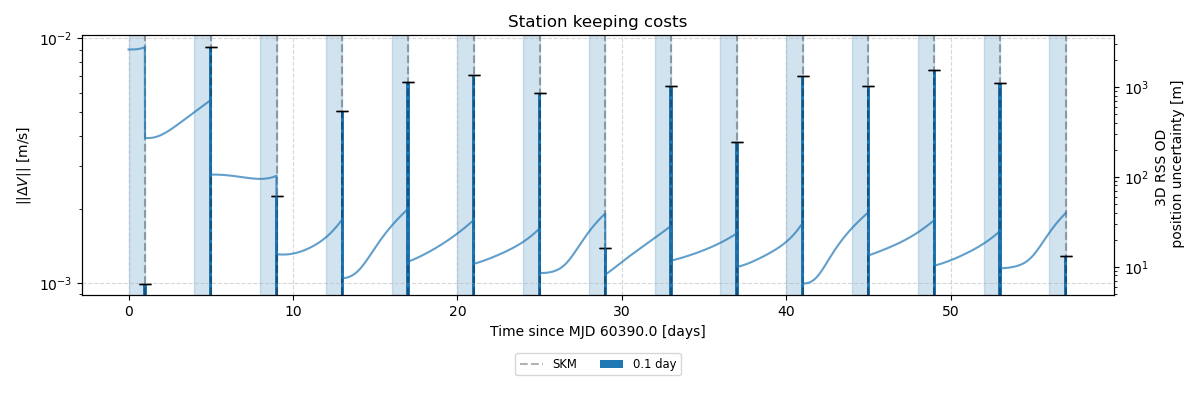 Station keeping costs
||ΔV|| [m/s]
10⁻²
10⁻³
10³
10²
10¹
3D RSS OD
position uncertainty [m]
0 10 20 30 40 50
Time since MJD 60390.0 [days]
SKM 0.1 day